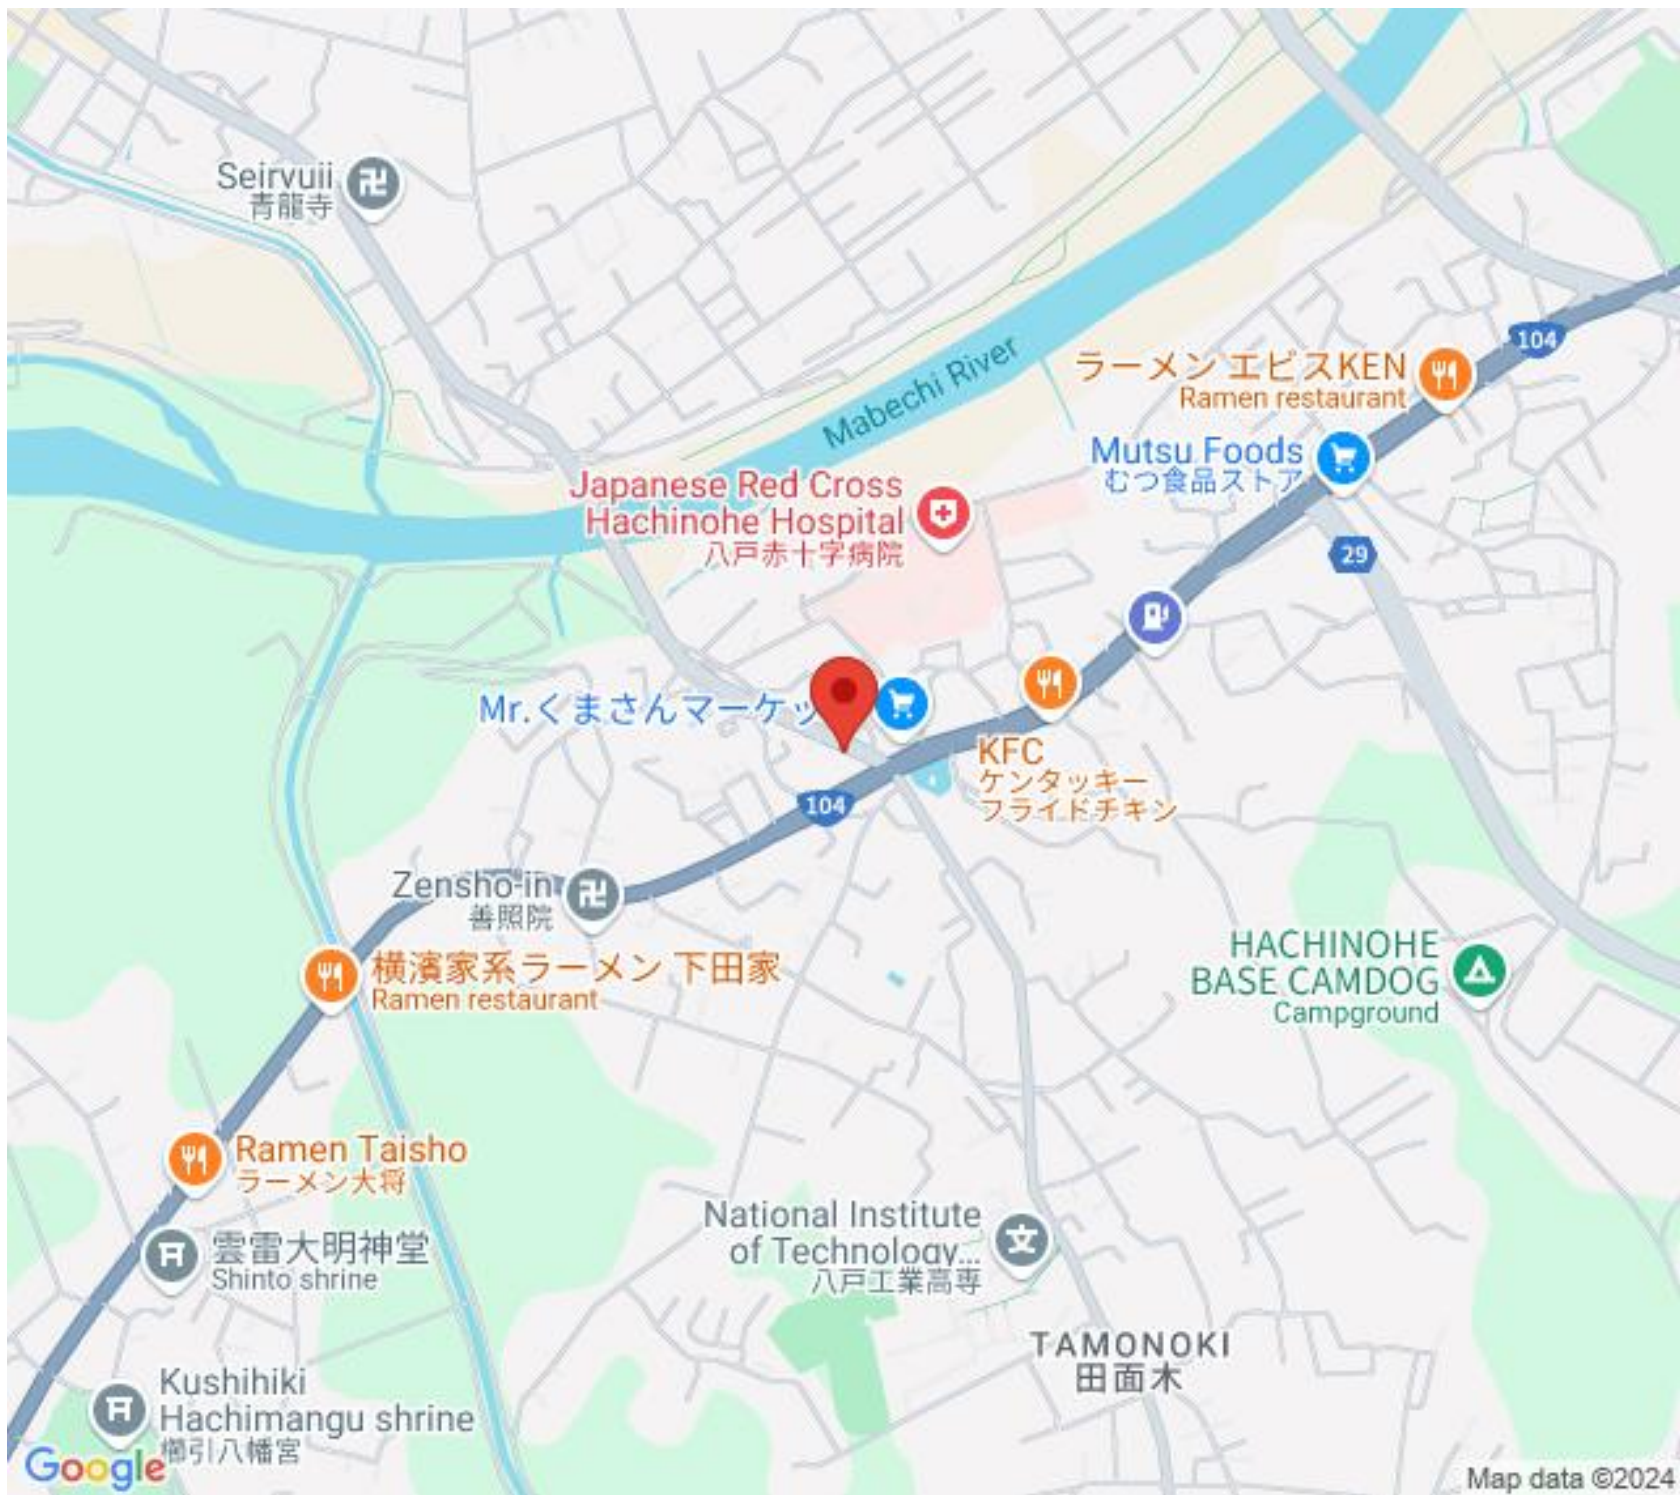 Seirvuii
青龍寺
Mabechi River
ラーメン エビスKEN
Ramen restaurant
104
Mutsu Foods
むつ食品ストア
29
Japanese Red Cross
Hachinohe Hospital
八戸赤十字病院
Mr.くまさんマーケッ
KFC
ケンタッキー
フライドチキン
104
Zensho-in
善照院
横濱家系ラーメン 下田家
Ramen restaurant
HACHINOHE
BASE CAMDOG
Campground
Ramen Taisho
ラーメン大将
雲雷大明神堂
Shinto shrine
National Institute
of Technology...
八戸工業高専
文
TAMONOKI
田面木
Kushihiki
Hachimangu shrine
櫛引八幡宮
Google
Map data ©2024